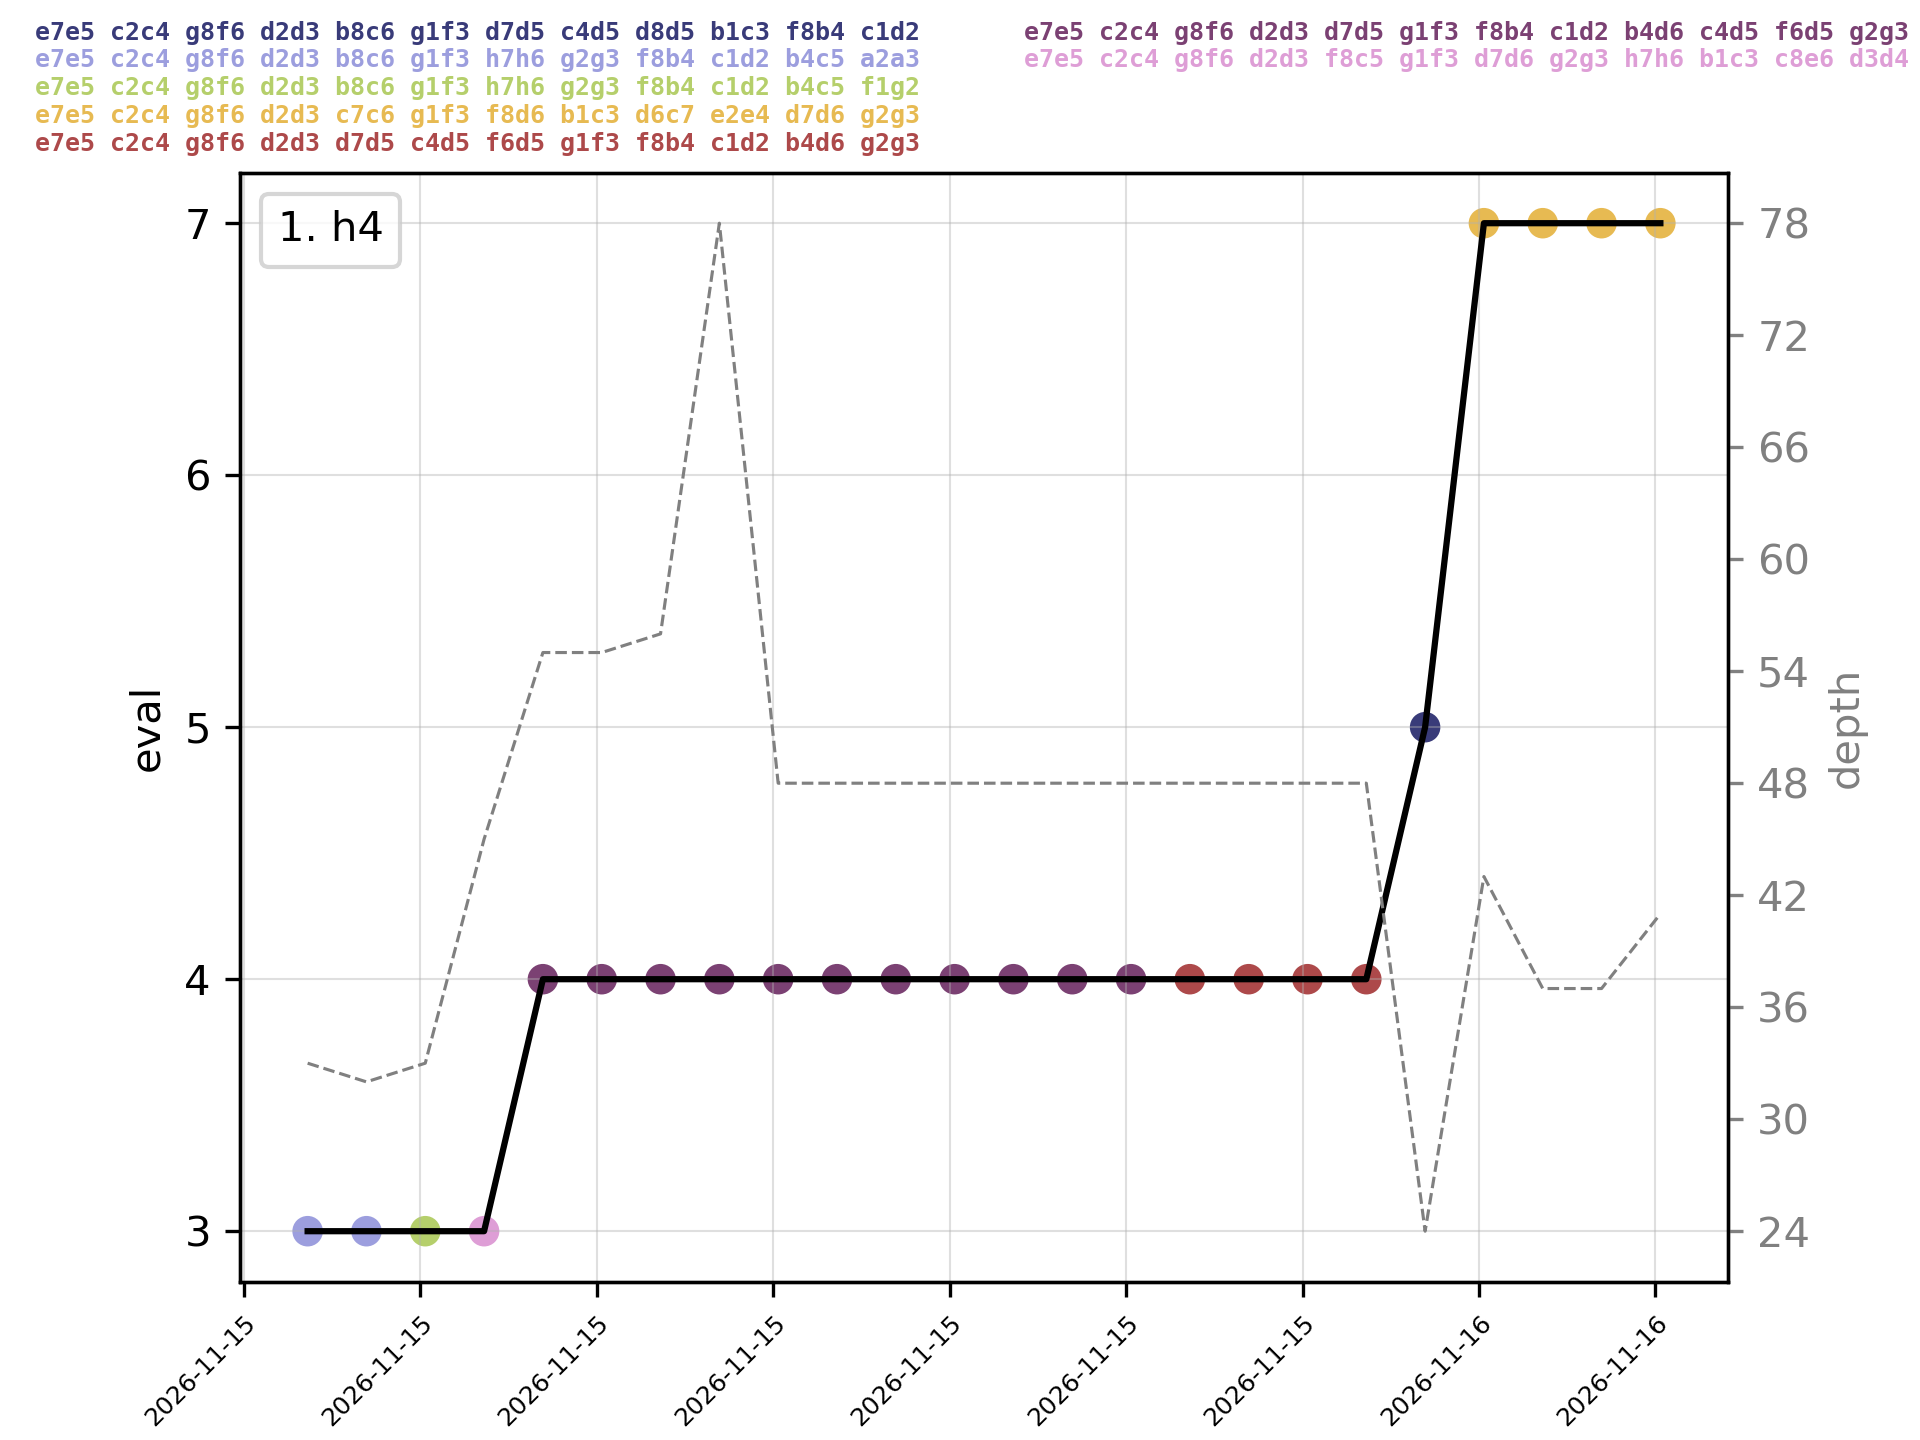 e7e5 c2c4 g8f6 d2d3 b8c6 g1f3 d7d5 c4d5 d8d5 b1c3 f8b4 c1d2
e7e5 c2c4 g8f6 d2d3 b8c6 g1f3 h7h6 g2g3 f8b4 c1d2 b4c5 a2a3
e7e5 c2c4 g8f6 d2d3 b8c6 g1f3 h7h6 g2g3 f8b4 c1d2 b4c5 f1g2
e7e5 c2c4 g8f6 d2d3 c7c6 g1f3 f8d6 b1c3 d6c7 e2e4 d7d6 g2g3
e7e5 c2c4 g8f6 d2d3 d7d5 c4d5 f6d5 g1f3 f8b4 c1d2 b4d6 g2g3
e7e5 c2c4 g8f6 d2d3 d7d5 g1f3 f8b4 c1d2 b4d6 c4d5 f6d5 g2g3
e7e5 c2c4 g8f6 d2d3 f8c5 g1f3 d7d6 g2g3 h7h6 b1c3 c8e6 d3d4
1. h4
7
6
5
4
3
eval
78
72
66
60
54
48
42
36
30
24
depth
2026-11-15
2026-11-15
2026-11-15
2026-11-15
2026-11-15
2026-11-15
2026-11-15
2026-11-16
2026-11-16